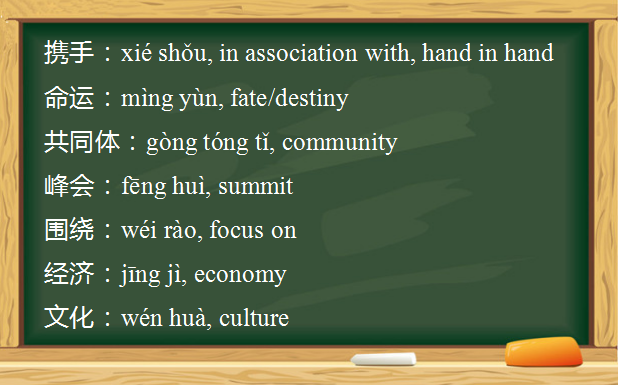 携手：xié shǒu, in association with, hand in hand
命运：mìng yùn, fate/destiny
共同体：gòng tóng tǐ, community
峰会：fēng huì, summit
围绕：wéi rào, focus on
经济：jīng jì, economy
文化：wén huà, culture